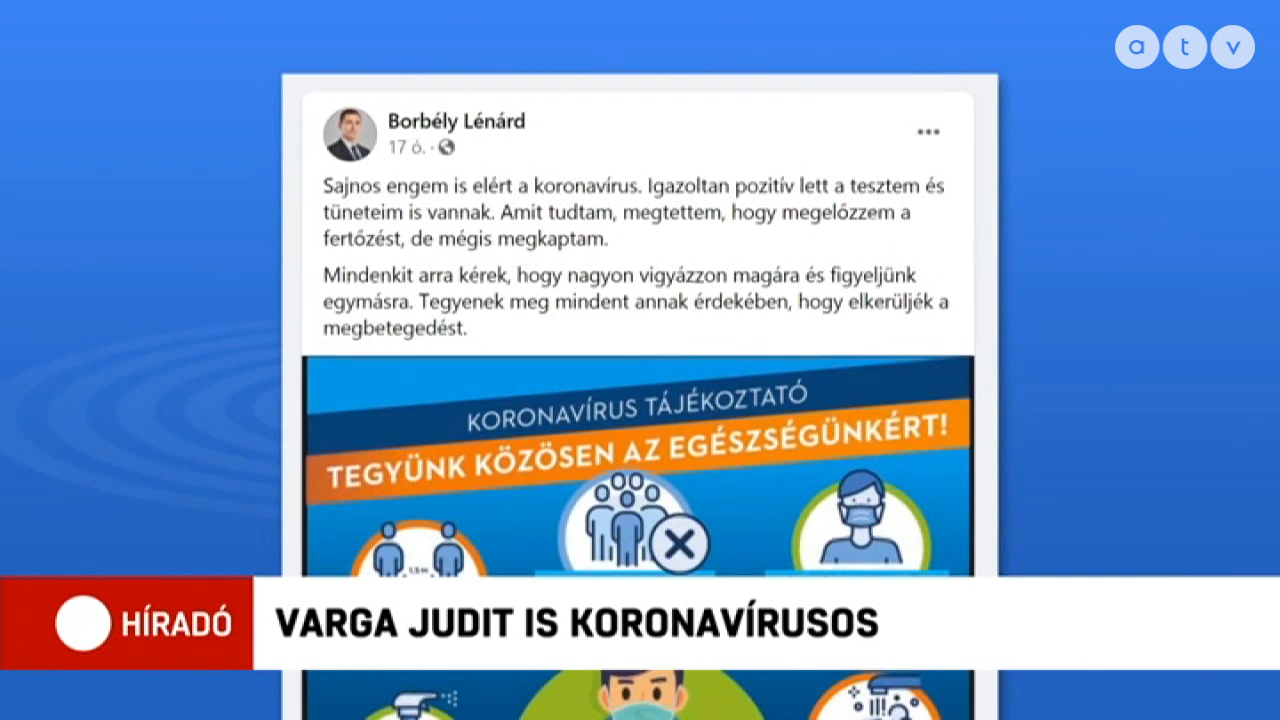 a t v
Borbély Lénárd
17 ó. ·
Sajnos engem is elért a koronavírus. Igazoltan pozitív lett a tesztem és
tüneteim is vannak. Amit tudtam, megtettem, hogy megelőzzem a
fertőzést, de mégis megkaptam.
Mindenkit arra kérek, hogy nagyon vigyázzon magára és figyeljünk
egymásra. Tegyenek meg mindent annak érdekében, hogy elkerüljék a
megbetegedést.
KORONAVÍRUS TÁJÉKOZTATÓ
TEGYÜNK KÖZÖSEN AZ EGÉSZSÉGÜNKÉRT!
1,5 M
HÍRADÓ
VARGA JUDIT IS KORONAVÍRUSOS